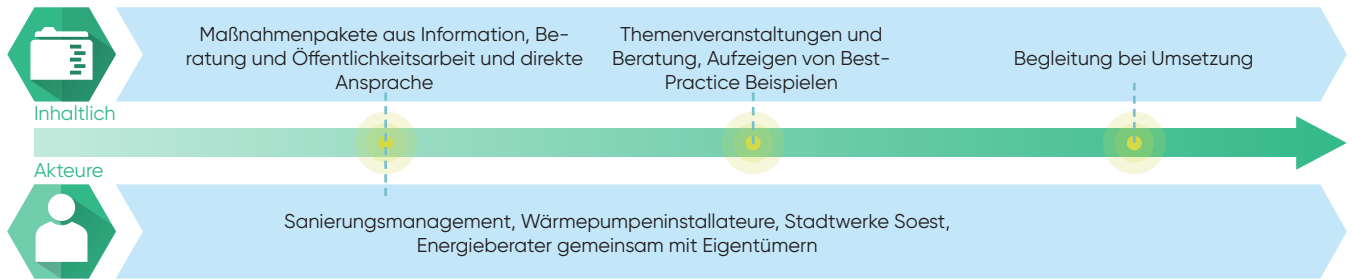 Maßnahmenpakete aus Information, Be-
ratung und Öffentlichkeitsarbeit und direkte
Ansprache
Themenveranstaltungen und
Beratung, Aufzeigen von Best-
Practice Beispielen
Begleitung bei Umsetzung
Inhaltlich
Akteure
Sanierungsmanagement, Wärmepumpeninstallateure, Stadtwerke Soest,
Energieberater gemeinsam mit Eigentümern